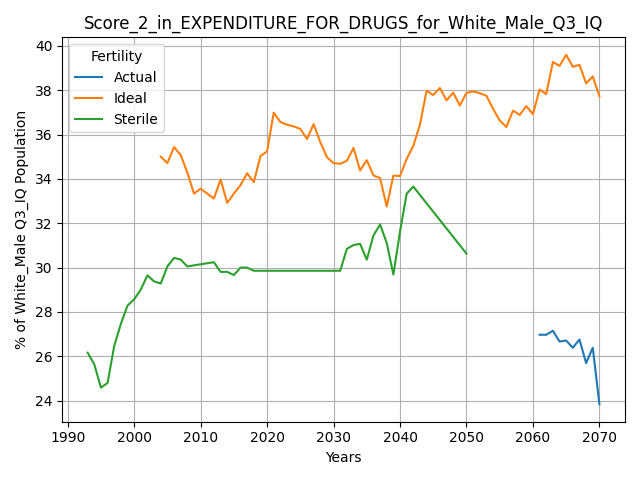 Score_2_in_EXPENDITURE_FOR_DRUGS_for_White_Male_Q3_IQ
Fertility
Actual
Ideal
Sterile
% of White_Male Q3_IQ Population
40
38
36
34
32
30
28
26
24
1990 2000 2010 2020 2030 2040 2050 2060 2070
Years